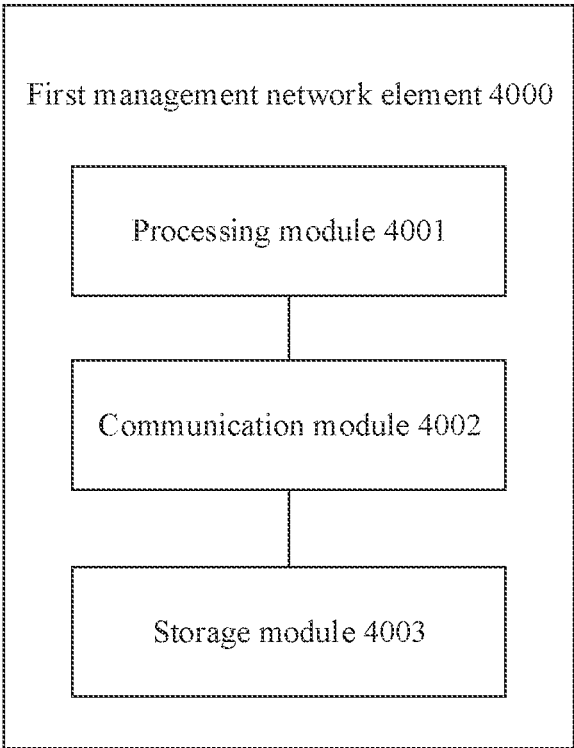 First management network element 4000
Processing module 4001
Communication module 4002
Storage module 4003